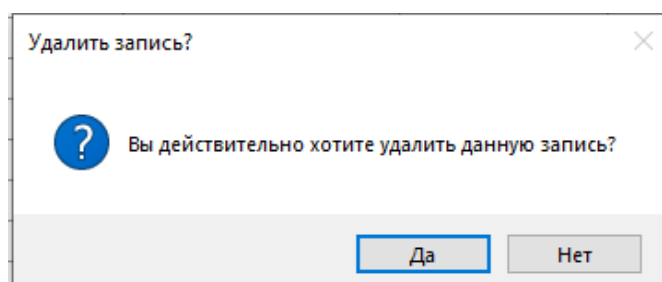 Удалить запись?
Вы действительно хотите удалить данную запись?
Да
Нет